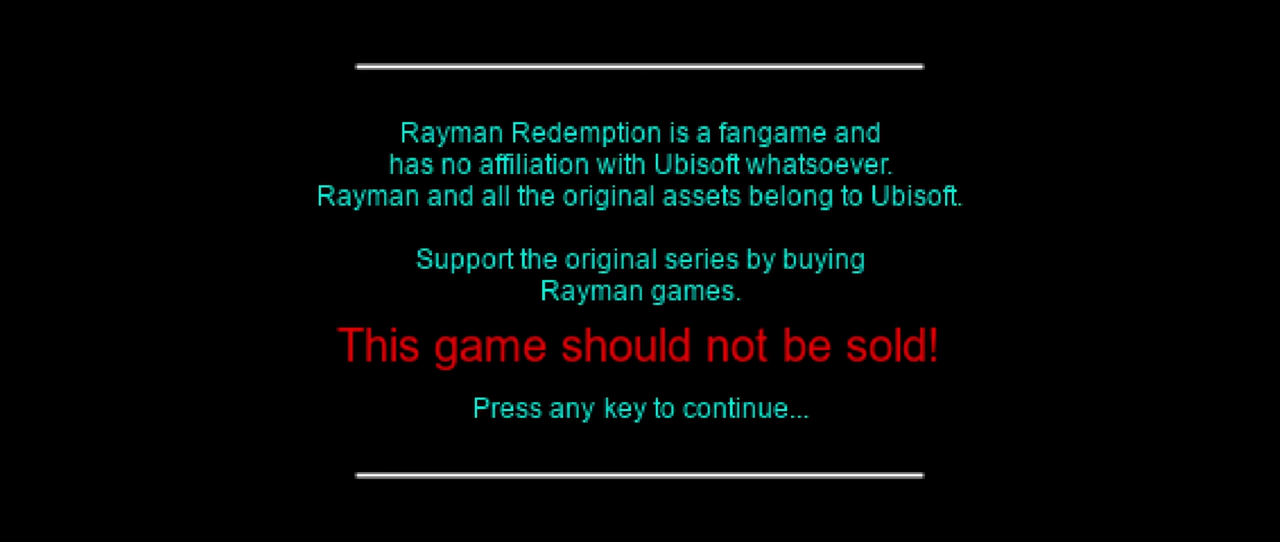 Rayman Redemption is a fangame and
has no affiliation with Ubisoft whatsoever.
Rayman and all the original assets belong to Ubisoft.
Support the original series by buying
Rayman games.
This game should not be sold!
Press any key to continue...